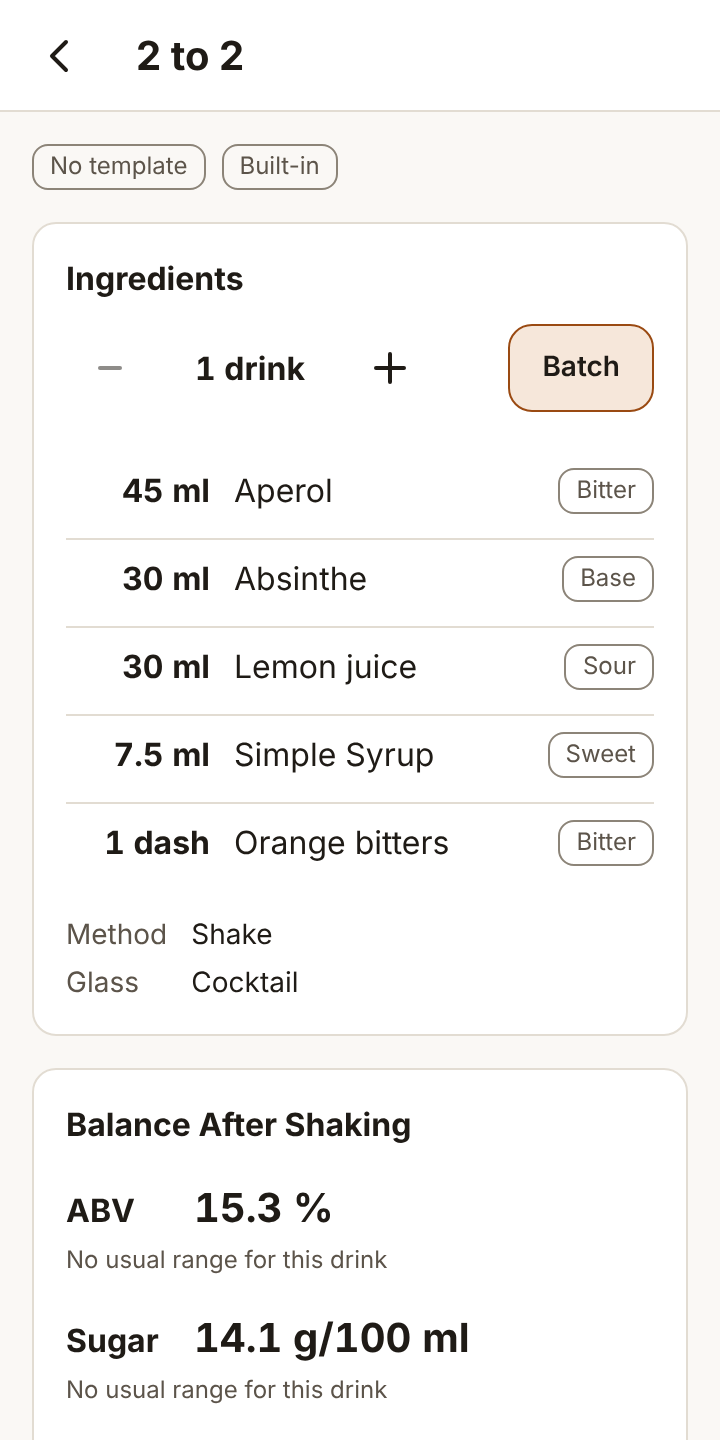 2 to 2
No template Built-in
Ingredients
1 drink Batch
45 ml Aperol Bitter
30 ml Absinthe Base
30 ml Lemon juice Sour
7.5 ml Simple Syrup Sweet
1 dash Orange bitters Bitter
Method Shake
Glass Cocktail
Balance After Shaking
ABV 15.3 %
No usual range for this drink
Sugar 14.1 g/100 ml
No usual range for this drink